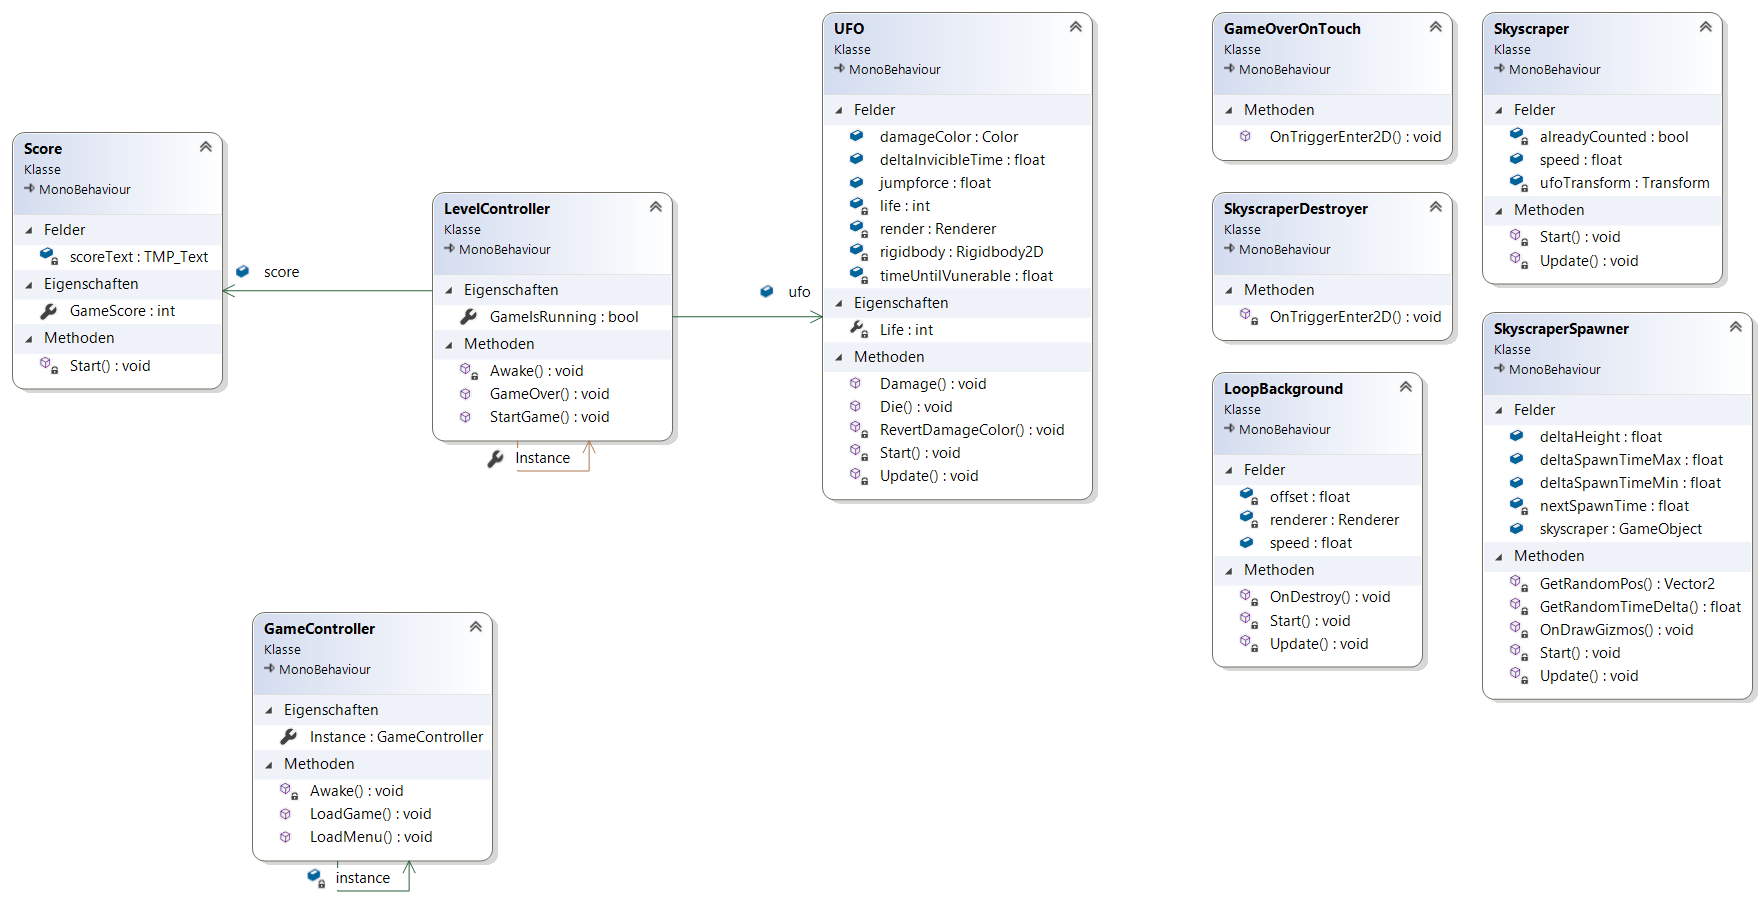 Score
Klasse
MonoBehaviour
Felder
scoreText : TMP_Text
Eigenschaften
GameScore : int
Methoden
Start() : void
score
LevelController
Klasse
MonoBehaviour
Eigenschaften
GameIsRunning : bool
Methoden
Awake() : void
GameOver() : void
StartGame() : void
Instance
ufo
UFO
Klasse
MonoBehaviour
Felder
damageColor : Color
deltaInvicibleTime : float
jumpforce : float
life : int
render : Renderer
rigidbody : Rigidbody2D
timeUntilVunerable : float
Eigenschaften
Life : int
Methoden
Damage() : void
Die() : void
RevertDamageColor() : void
Start() : void
Update() : void
GameController
Klasse
MonoBehaviour
Eigenschaften
Instance : GameController
Methoden
Awake() : void
LoadGame() : void
LoadMenu() : void
instance
GameOverOnTouch
Klasse
MonoBehaviour
Methoden
OnTriggerEnter2D() : void
SkyscraperDestroyer
Klasse
MonoBehaviour
Methoden
OnTriggerEnter2D() : void
LoopBackground
Klasse
MonoBehaviour
Felder
offset : float
renderer : Renderer
speed : float
Methoden
OnDestroy() : void
Start() : void
Update() : void
Skyscraper
Klasse
MonoBehaviour
Felder
alreadyCounted : bool
speed : float
ufoTransform : Transform
Methoden
Start() : void
Update() : void
SkyscraperSpawner
Klasse
MonoBehaviour
Felder
deltaHeight : float
deltaSpawnTimeMax : float
deltaSpawnTimeMin : float
nextSpawnTime : float
skyscraper : GameObject
Methoden
GetRandomPos() : Vector2
GetRandomTimeDelta() : float
OnDrawGizmos() : void
Start() : void
Update() : void